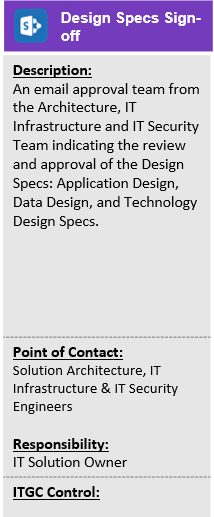 Design Specs Sign-
off
Description:
An email approval team from
the Architecture, IT
Infrastructure and IT Security
Team indicating the review
and approval of the Design
Specs: Application Design,
Data Design, and Technology
Design Specs.
Point of Contact:
Solution Architecture, IT
Infrastructure & IT Security
Engineers
Responsibility:
IT Solution Owner
ITGC Control: